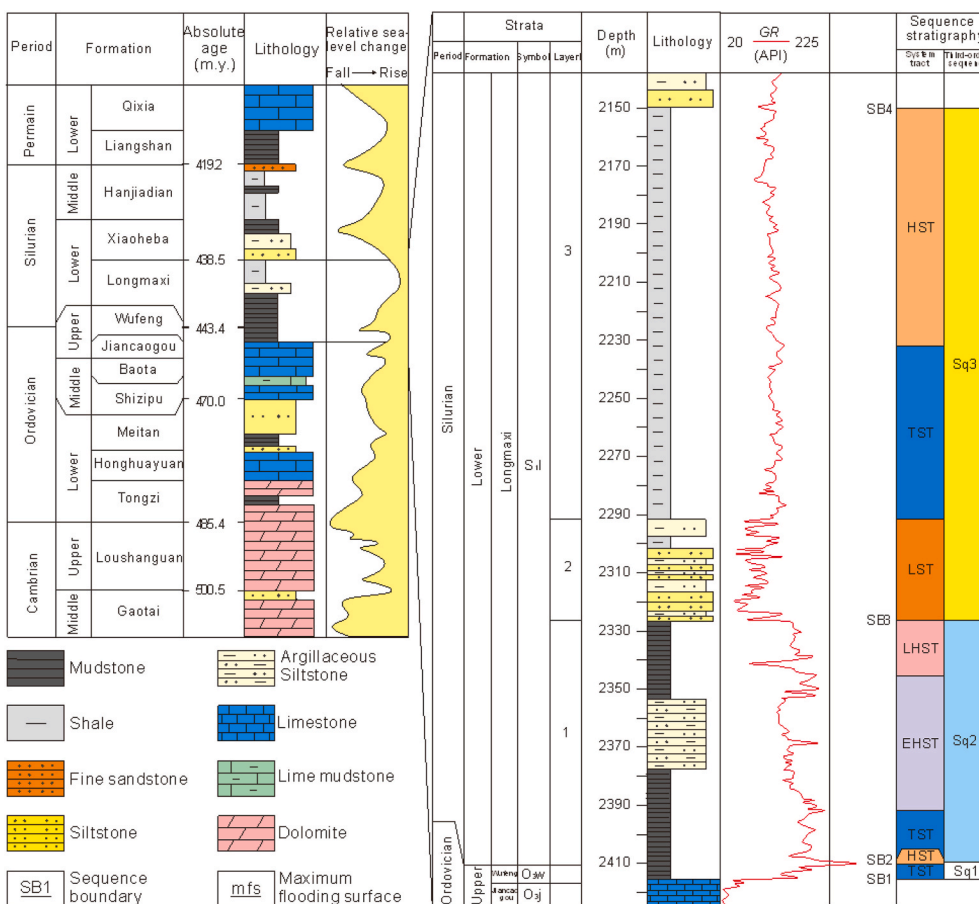 Period
Formation
Absolute
age
(m.y.)
Lithology
Relative sea-
level change
Fall
Rise
Permain
Lower
Qixia
Liangshan
419.2
Silurian
Middle
Hanjiadian
Lower
Xiaoheba
438.5
Longmaxi
Upper
Wufeng
443.4
Ordovician
Jiancaogou
Middle
Baota
Shizipu
470.0
Lower
Meitan
Honghuayuan
Tongzi
485.4
Cambrian
Upper
Loushanguan
500.5
Middle
Gaotai
Mudstone
Argillaceous
Siltstone
Shale
Limestone
Fine sandstone
Lime mudstone
Siltstone
Dolomite
SB1
Sequence
boundary
mfs
Maximum
flooding surface
Strata
Period
Formation
Symbol
Layer
Depth
(m)
Lithology
GR
20
225
(API)
Sequence
stratigraphy
System
tract
Third-ord
sequen
Silurian
Lower
Longmaxi
S₁l
3
2
1
Ordovician
Upper
Wufeng
O₃w
Jiancao
gou
O₃j
2150
2170
2190
2210
2230
2250
2270
2290
2310
2330
2350
2370
2390
2410
SB4
SB3
SB2
SB1
HST
TST
LST
LHST
EHST
TST
HST
TST
Sq3
Sq2
Sq1